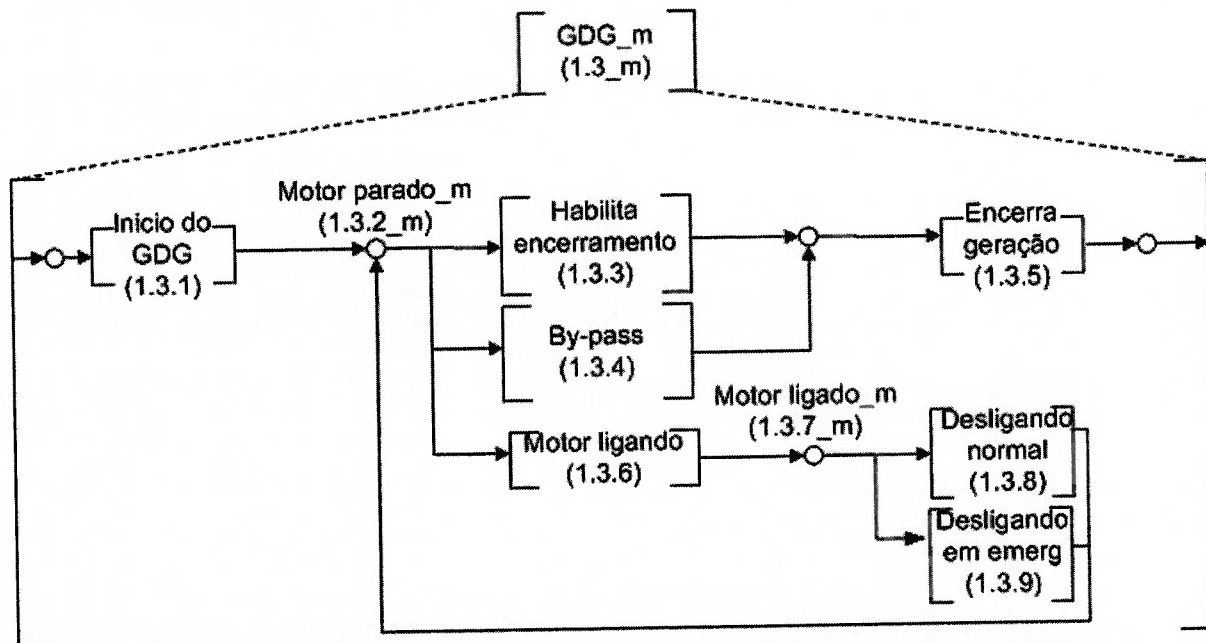 GDG_m
(1.3_m)
Motor parado_m
(1.3.2_m)
Inicio do
GDG
(1.3.1)
Habilita
encerramento
(1.3.3)
Encerra
geração
(1.3.5)
By-pass
(1.3.4)
Motor ligando
(1.3.6)
Motor ligado_m
(1.3.7_m)
Desligando
normal
(1.3.8)
Desligando
em emerg
(1.3.9)